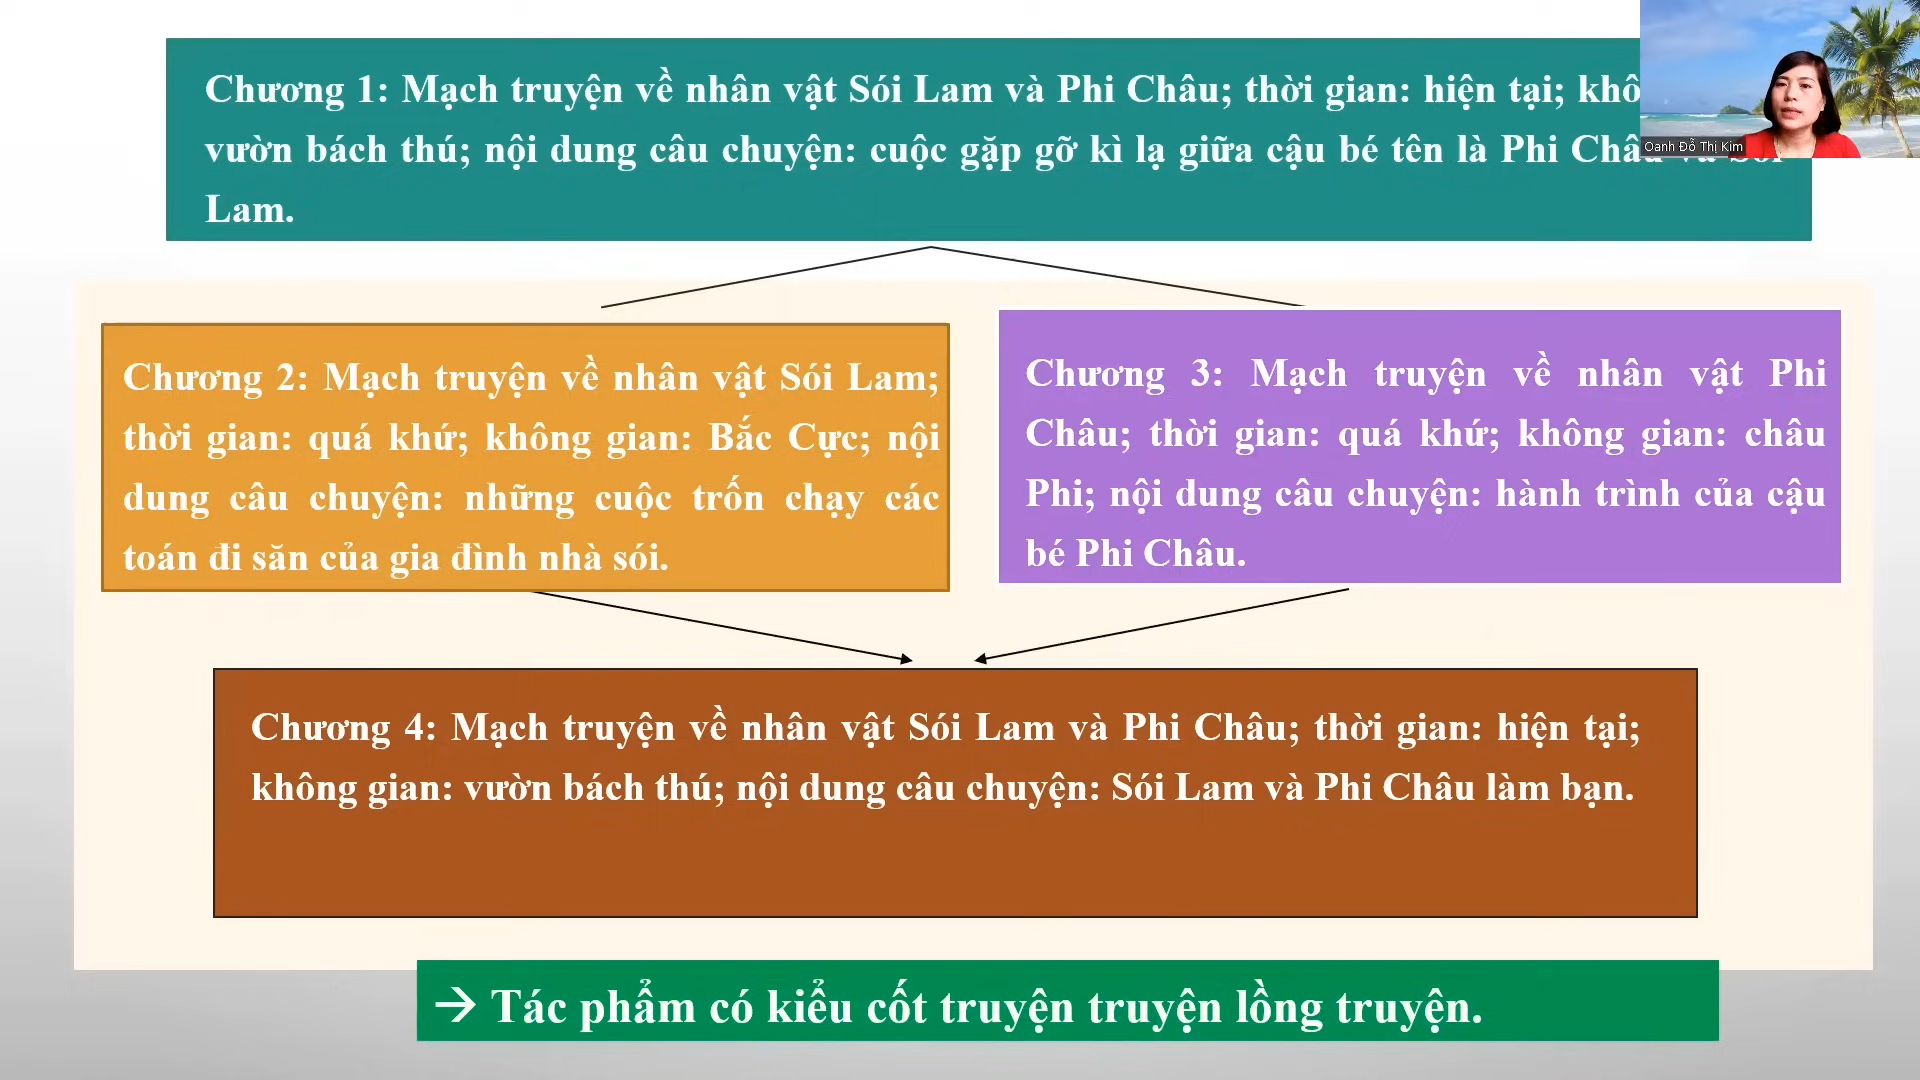 Chương 1: Mạch truyện về nhân vật Sói Lam và Phi Châu; thời gian: hiện tại;
vườn bách thú; nội dung câu chuyện: cuộc gặp gỡ kì lạ giữa cậu bé tên là Phi Châu và Sói
Lam.
Oanh Đỗ Thị Kim
Chương 2: Mạch truyện về nhân vật Sói Lam;
thời gian: quá khứ; không gian: Bắc Cực; nội
dung câu chuyện: những cuộc trốn chạy các
toán đi săn của gia đình nhà sói.
Chương 3: Mạch truyện về nhân vật Phi
Châu; thời gian: quá khứ; không gian: châu
Phi; nội dung câu chuyện: hành trình của cậu
bé Phi Châu.
Chương 4: Mạch truyện về nhân vật Sói Lam và Phi Châu; thời gian: hiện tại;
không gian: vườn bách thú; nội dung câu chuyện: Sói Lam và Phi Châu làm bạn.
→ Tác phẩm có kiểu cốt truyện truyện lồng truyện.